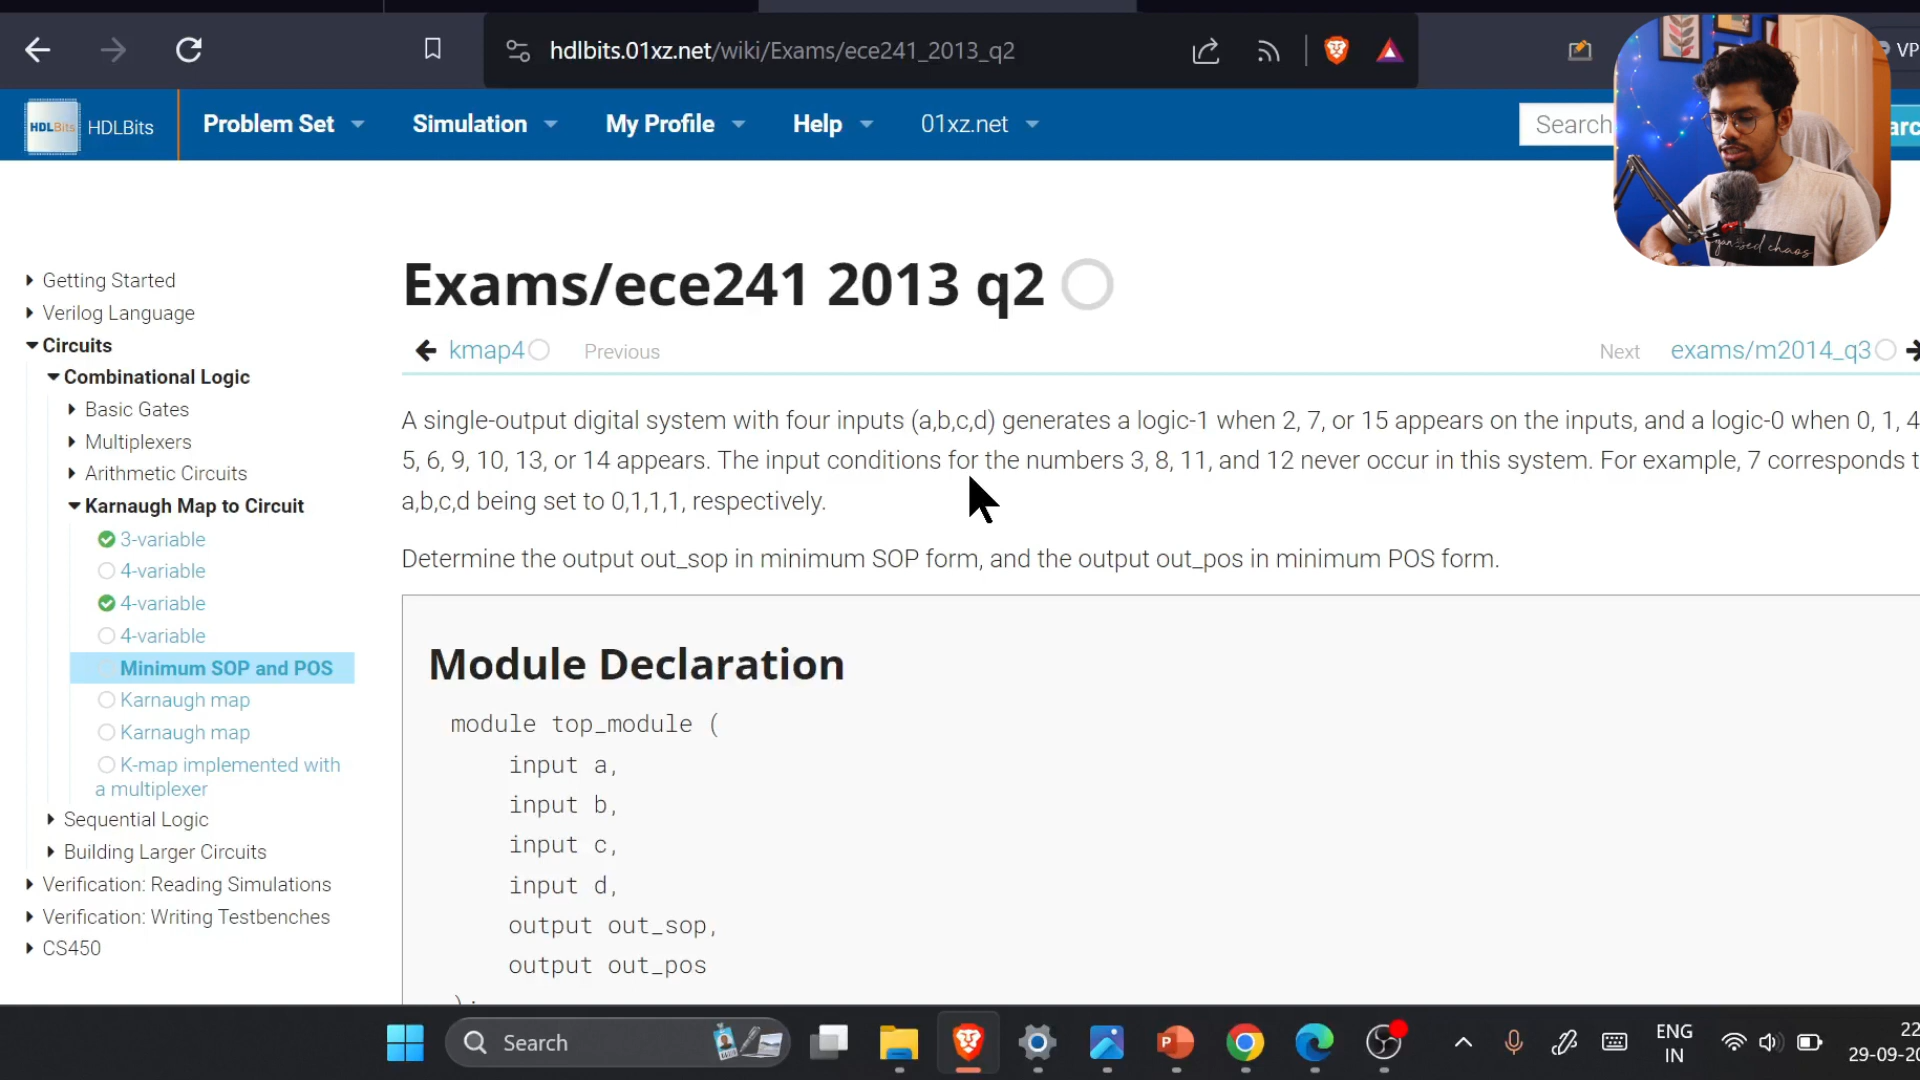 hdlbits.01xz.net/wiki/Exams/ece241_2013_q2
VP
HDLBits
HDLBits
Problem Set
Simulation
My Profile
Help
01xz.net
Search
Getting Started
Verilog Language
Circuits
Combinational Logic
Basic Gates
Multiplexers
Arithmetic Circuits
Karnaugh Map to Circuit
3-variable
4-variable
4-variable
4-variable
Minimum SOP and POS
Karnaugh map
Karnaugh map
K-map implemented with
a multiplexer
Sequential Logic
Building Larger Circuits
Verification: Reading Simulations
Verification: Writing Testbenches
CS450
Exams/ece241 2013 q2
kmap4 Previous
Next exams/m2014_q3
A single-output digital system with four inputs (a,b,c,d) generates a logic-1 when 2, 7, or 15 appears on the inputs, and a logic-0 when 0, 1, 4
5, 6, 9, 10, 13, or 14 appears. The input conditions for the numbers 3, 8, 11, and 12 never occur in this system. For example, 7 corresponds t
a,b,c,d being set to 0,1,1,1, respectively.
Determine the output out_sop in minimum SOP form, and the output out_pos in minimum POS form.
Module Declaration
module top_module (
input a,
input b,
input c,
input d,
output out_sop,
output out_pos
);
Search
ENG
IN
22
29-09-20